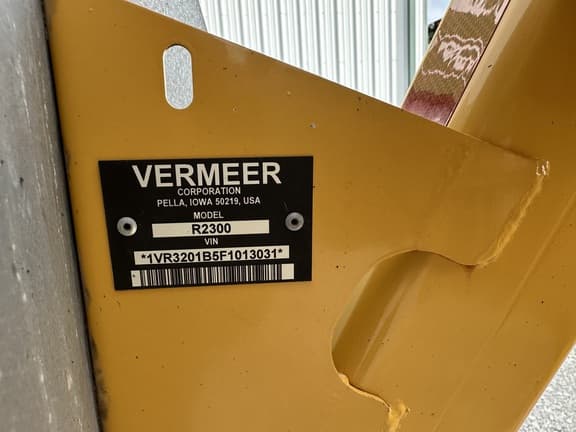 VERMEER
CORPORATION
PELLA, IOWA 50219, USA
MODEL
R2300
VIN
*1VR3201B5F1013031*